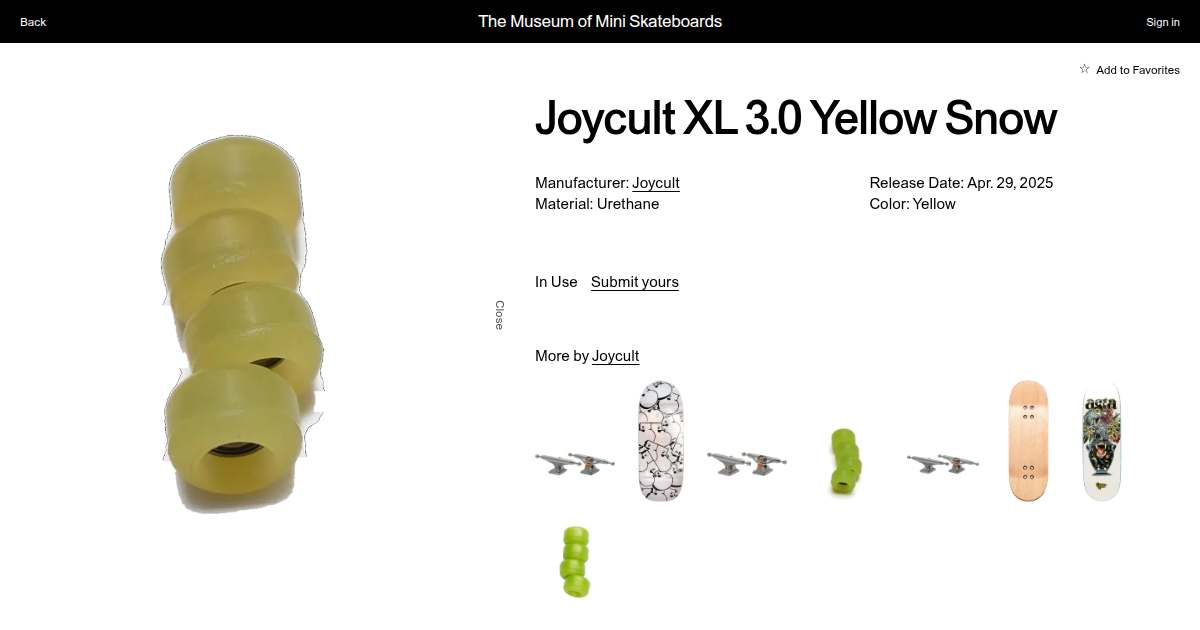 Back
The Museum of Mini Skateboards
Sign in
☆ Add to Favorites
Joycult XL 3.0 Yellow Snow
Manufacturer: Joycult
Material: Urethane
Release Date: Apr. 29, 2025
Color: Yellow
In Use
Submit yours
Close
More by Joycult